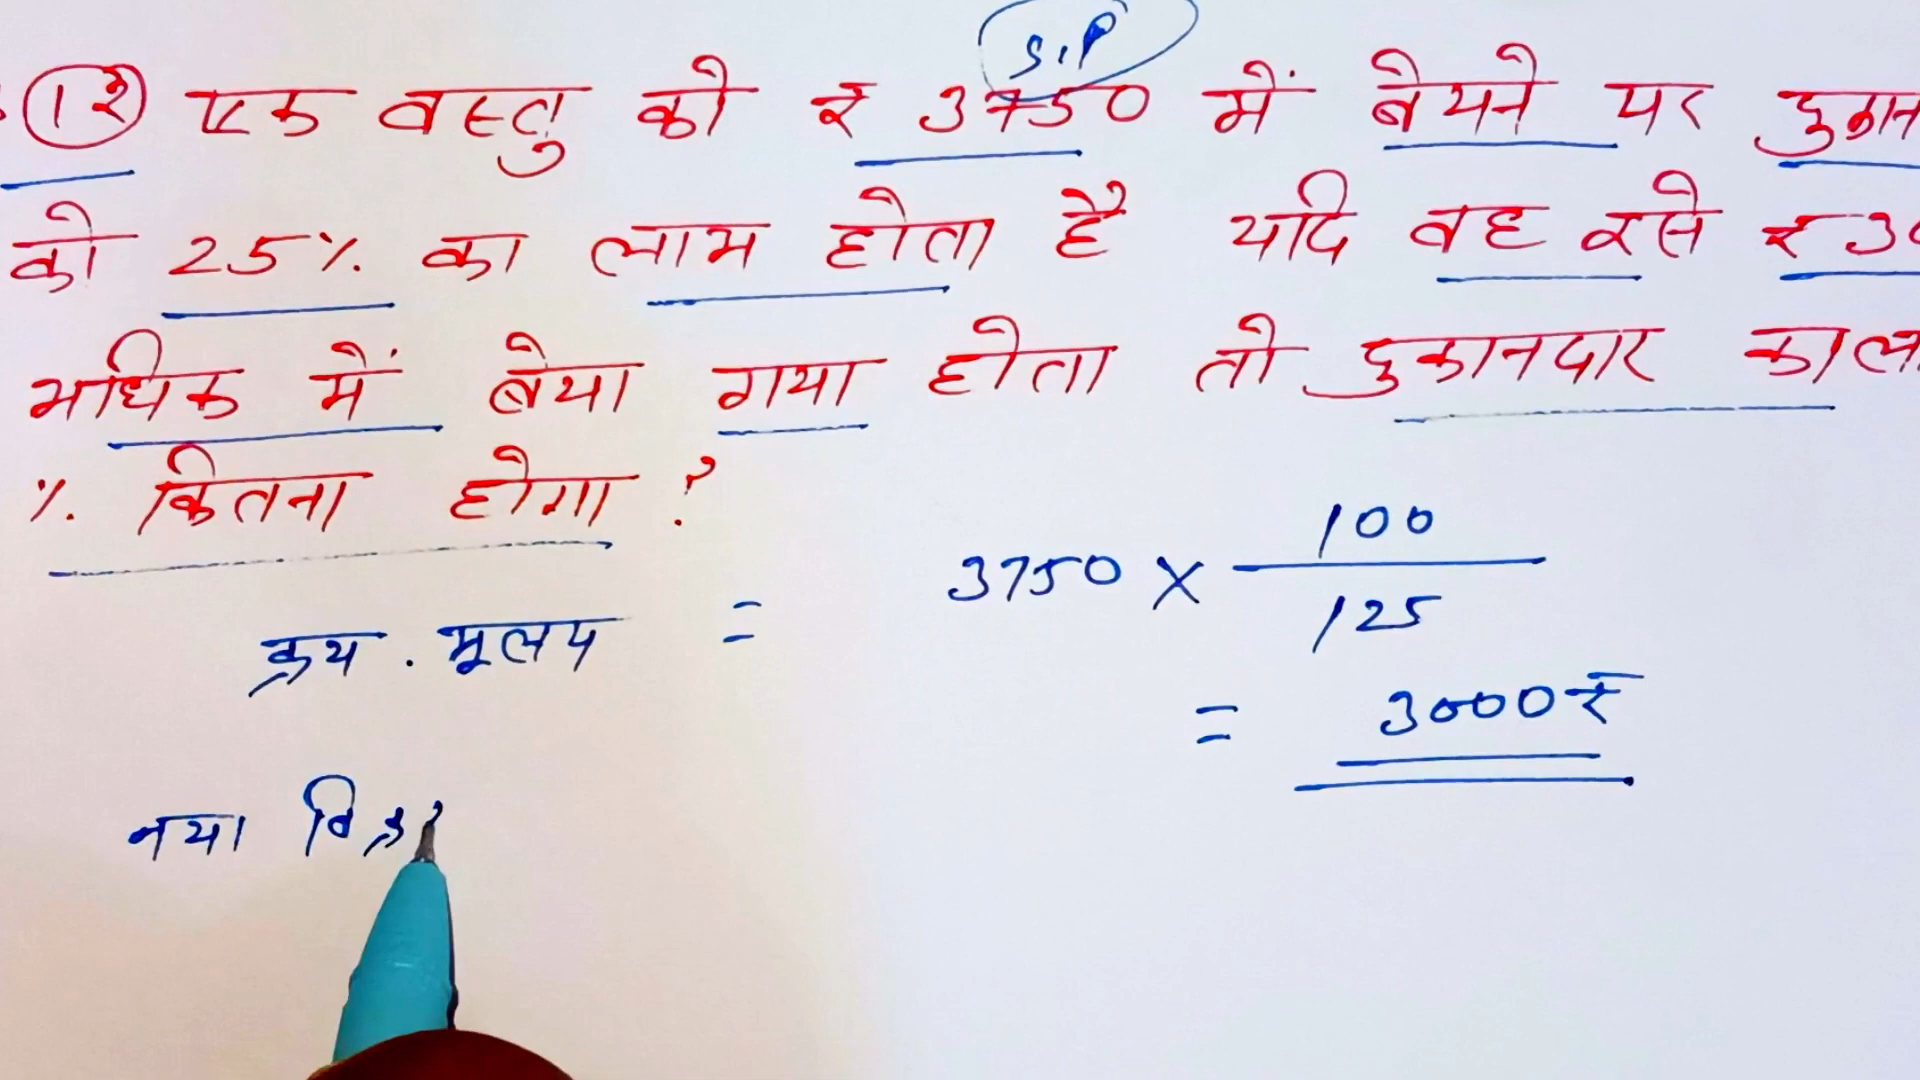 S.P
12 एक वस्तु को ₹ 3750 में बेचने पर
को 25% का लाभ होता है यदि वह इसे ₹
अधिक में बेचा गया होता तो दुकानदार का
% कितना होगा ?
क्रय . मूल्य = 3750 × 100/125
= 3000₹
नया